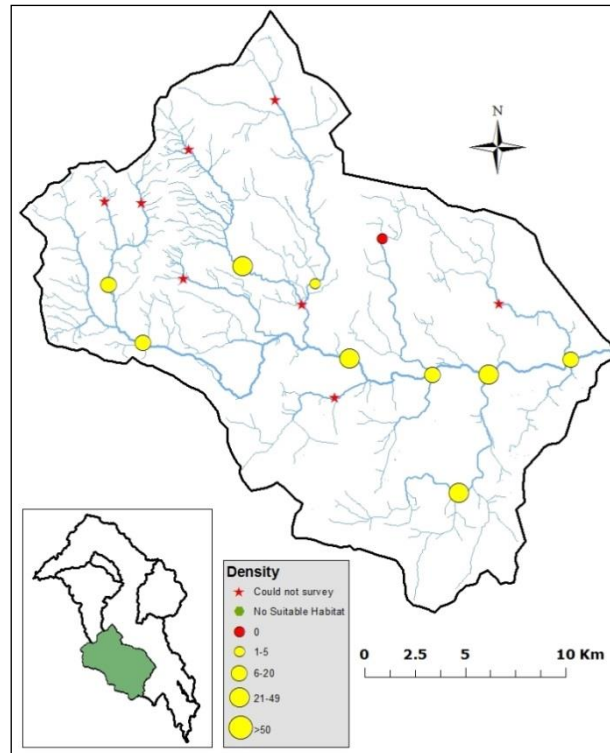 N
Density
Could not survey
No Suitable Habitat
0
1-5
6-20
21-49
>50
0 2.5 5 10 Km